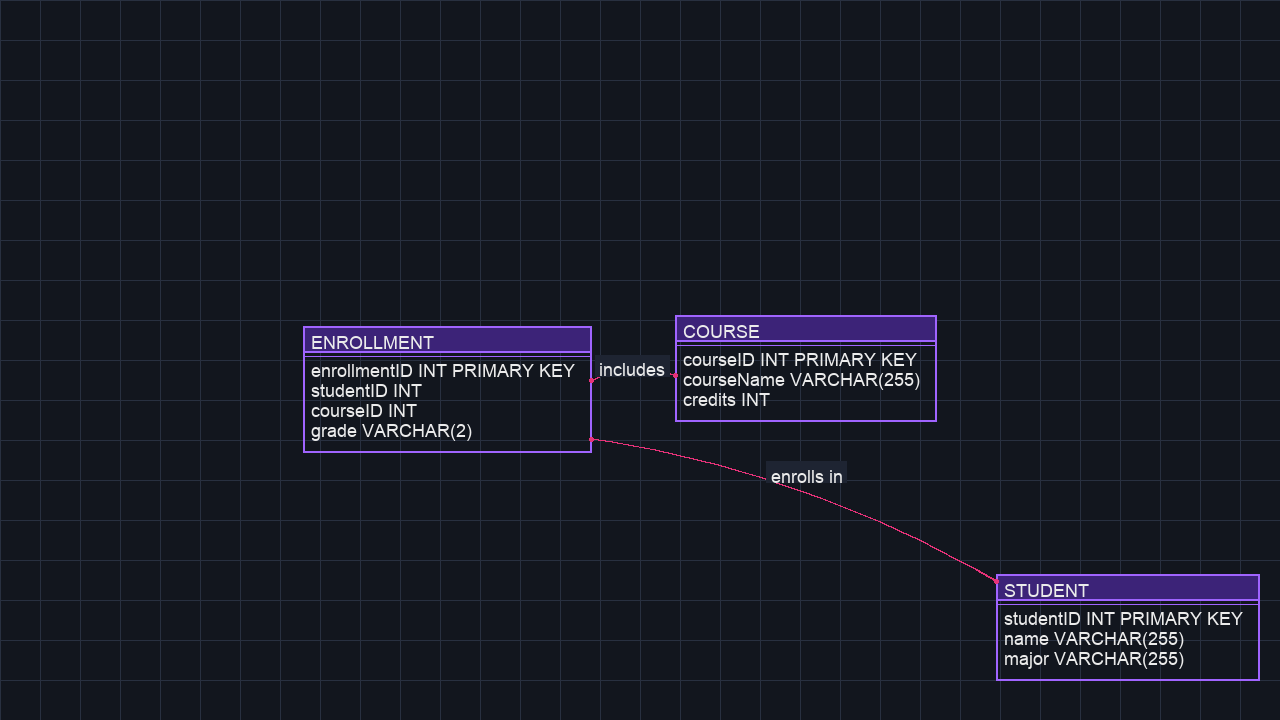 ENROLLMENT
enrollmentID INT PRIMARY KEY
studentID INT
courseID INT
grade VARCHAR(2)
includes
COURSE
courseID INT PRIMARY KEY
courseName VARCHAR(255)
credits INT
enrolls in
STUDENT
studentID INT PRIMARY KEY
name VARCHAR(255)
major VARCHAR(255)